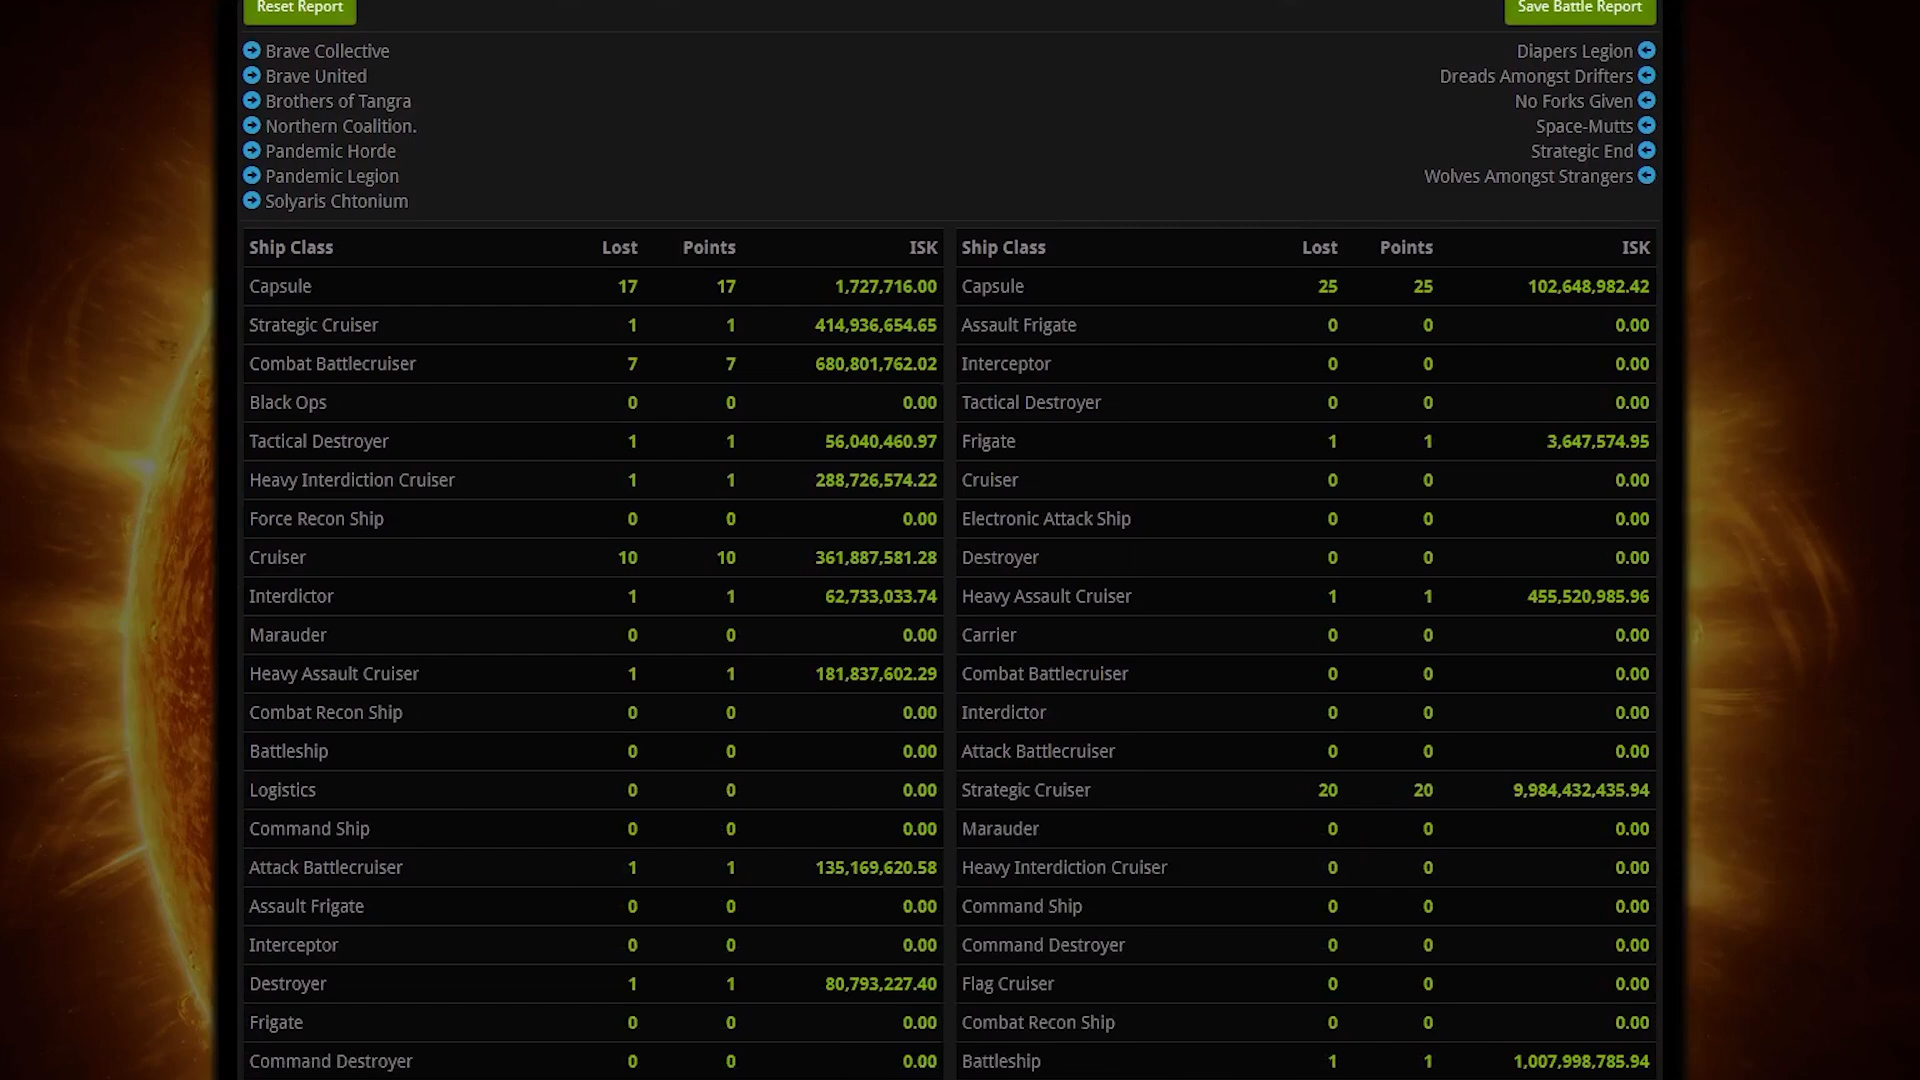 Reset Report
Save Battle Report
Brave Collective
Brave United
Brothers of Tangra
Northern Coalition.
Pandemic Horde
Pandemic Legion
Solyaris Chtonium
Diapers Legion
Dreads Amongst Drifters
No Forks Given
Space-Mutts
Strategic End
Wolves Amongst Strangers
Ship Class Lost Points ISK
Capsule 17 17 1,727,716.00
Strategic Cruiser 1 1 414,936,654.65
Combat Battlecruiser 7 7 680,801,762.02
Black Ops 0 0 0.00
Tactical Destroyer 1 1 56,040,460.97
Heavy Interdiction Cruiser 1 1 288,726,574.22
Force Recon Ship 0 0 0.00
Cruiser 10 10 361,887,581.28
Interdictor 1 1 62,733,033.74
Marauder 0 0 0.00
Heavy Assault Cruiser 1 1 181,837,602.29
Combat Recon Ship 0 0 0.00
Battleship 0 0 0.00
Logistics 0 0 0.00
Command Ship 0 0 0.00
Attack Battlecruiser 1 1 135,169,620.58
Assault Frigate 0 0 0.00
Interceptor 0 0 0.00
Destroyer 1 1 80,793,227.40
Frigate 0 0 0.00
Command Destroyer 0 0 0.00
Ship Class Lost Points ISK
Capsule 25 25 102,648,982.42
Assault Frigate 0 0 0.00
Interceptor 0 0 0.00
Tactical Destroyer 0 0 0.00
Frigate 1 1 3,647,574.95
Cruiser 0 0 0.00
Electronic Attack Ship 0 0 0.00
Destroyer 0 0 0.00
Heavy Assault Cruiser 1 1 455,520,985.96
Carrier 0 0 0.00
Combat Battlecruiser 0 0 0.00
Interdictor 0 0 0.00
Attack Battlecruiser 0 0 0.00
Strategic Cruiser 20 20 9,984,432,435.94
Marauder 0 0 0.00
Heavy Interdiction Cruiser 0 0 0.00
Command Ship 0 0 0.00
Command Destroyer 0 0 0.00
Flag Cruiser 0 0 0.00
Combat Recon Ship 0 0 0.00
Battleship 1 1 1,007,998,785.94